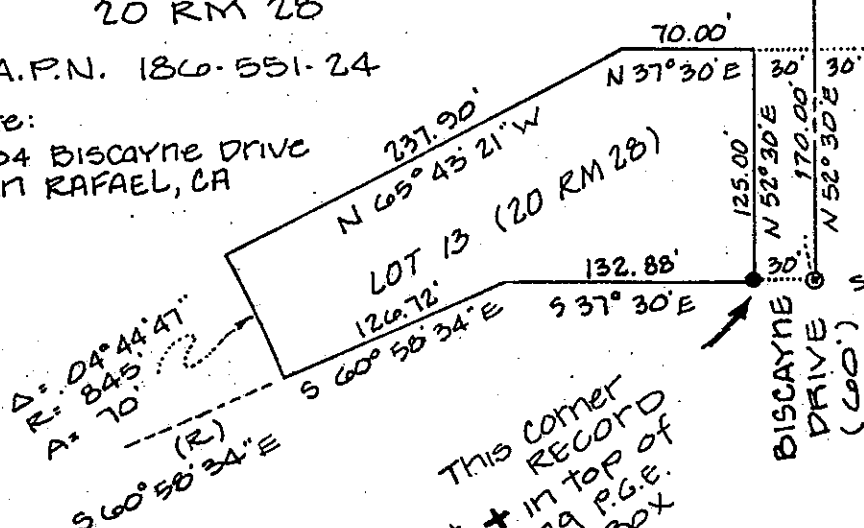 20 RM 28
A.P.N. 186-551-24
Biscayne Drive
RAFAEL, CA
70.00'
N 37°30'E
30'
30'
237.90'
N 65°43'21"W
LOT 13 (20 RM 28)
125.00'
N 52°30'E
170.00'
N 52°30'E
132.88'
S 37°30'E
30'
126.72'
S 60°58'34"E
Δ= 04°44'47"
R= 845'
A= 70'
(R)
S 60°58'34"E
BISCAYNE
DRIVE
(60')
This corner
RECORD
+ in top of
P.G.E.
BOX